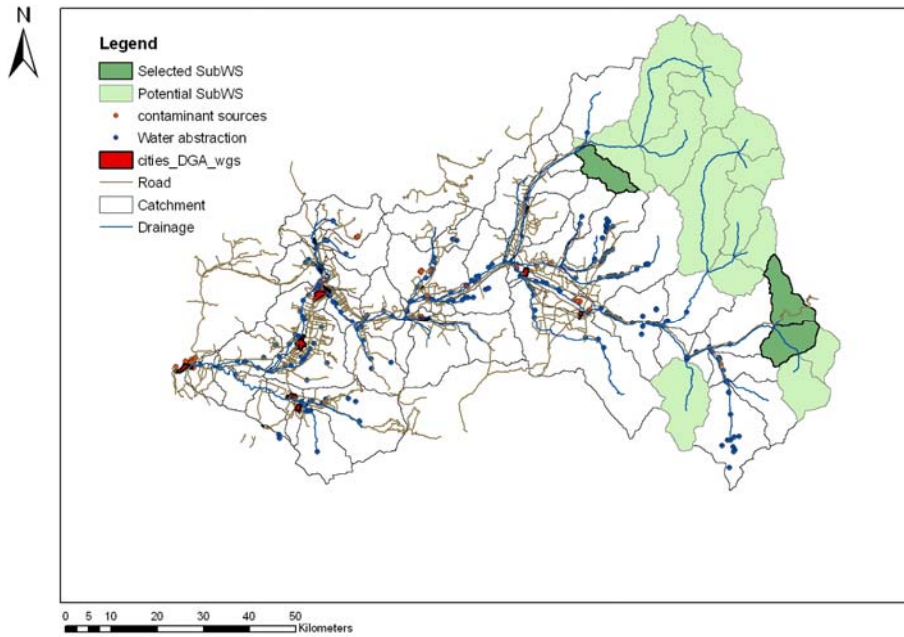 N
Legend
Selected SubWS
Potential SubWS
contaminant sources
Water abstraction
cities_DGA_wgs
Road
Catchment
Drainage
0 5 10 20 30 40 50
Kilometers